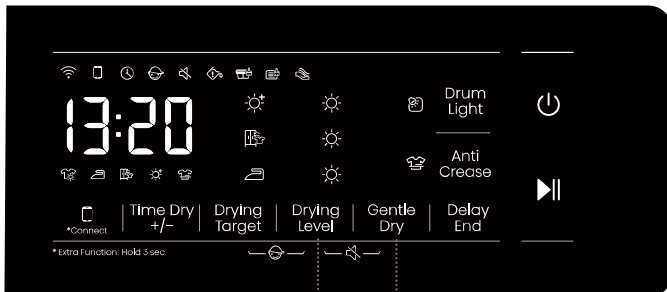 13:20
Drum
Light
Anti
Crease
*Connect
Time Dry
+/-
Drying
Target
Drying
Level
Gentle
Dry
Delay
End
* Extra Function: Hold 3 sec.